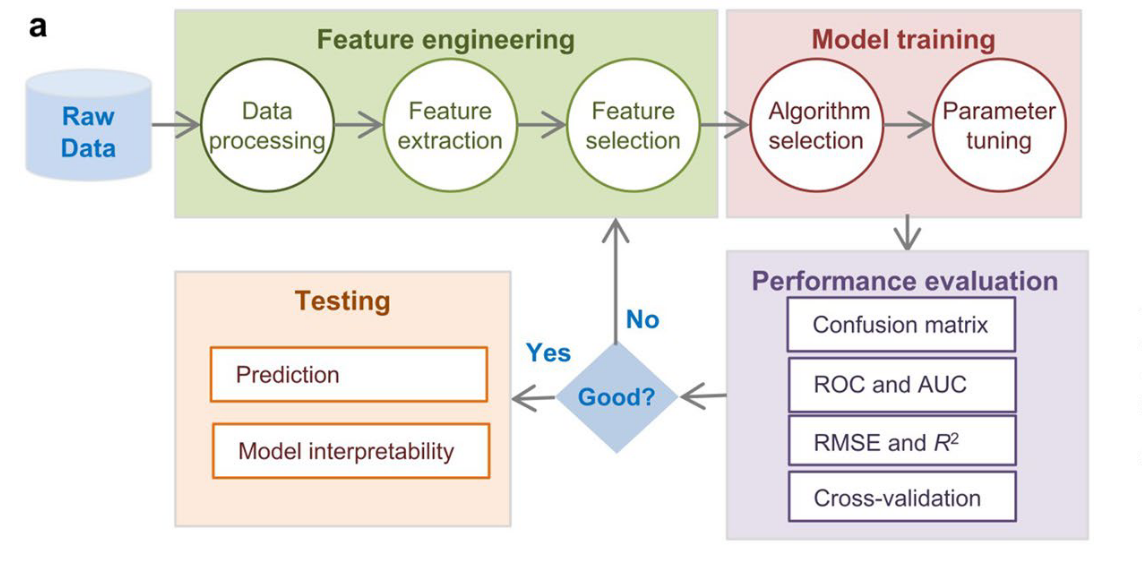 a
Feature engineering
Model training
Raw
Data
Data
processing
Feature
extraction
Feature
selection
Algorithm
selection
Parameter
tuning
Performance evaluation
Confusion matrix
ROC and AUC
RMSE and R²
Cross-validation
Good?
No
Yes
Testing
Prediction
Model interpretability